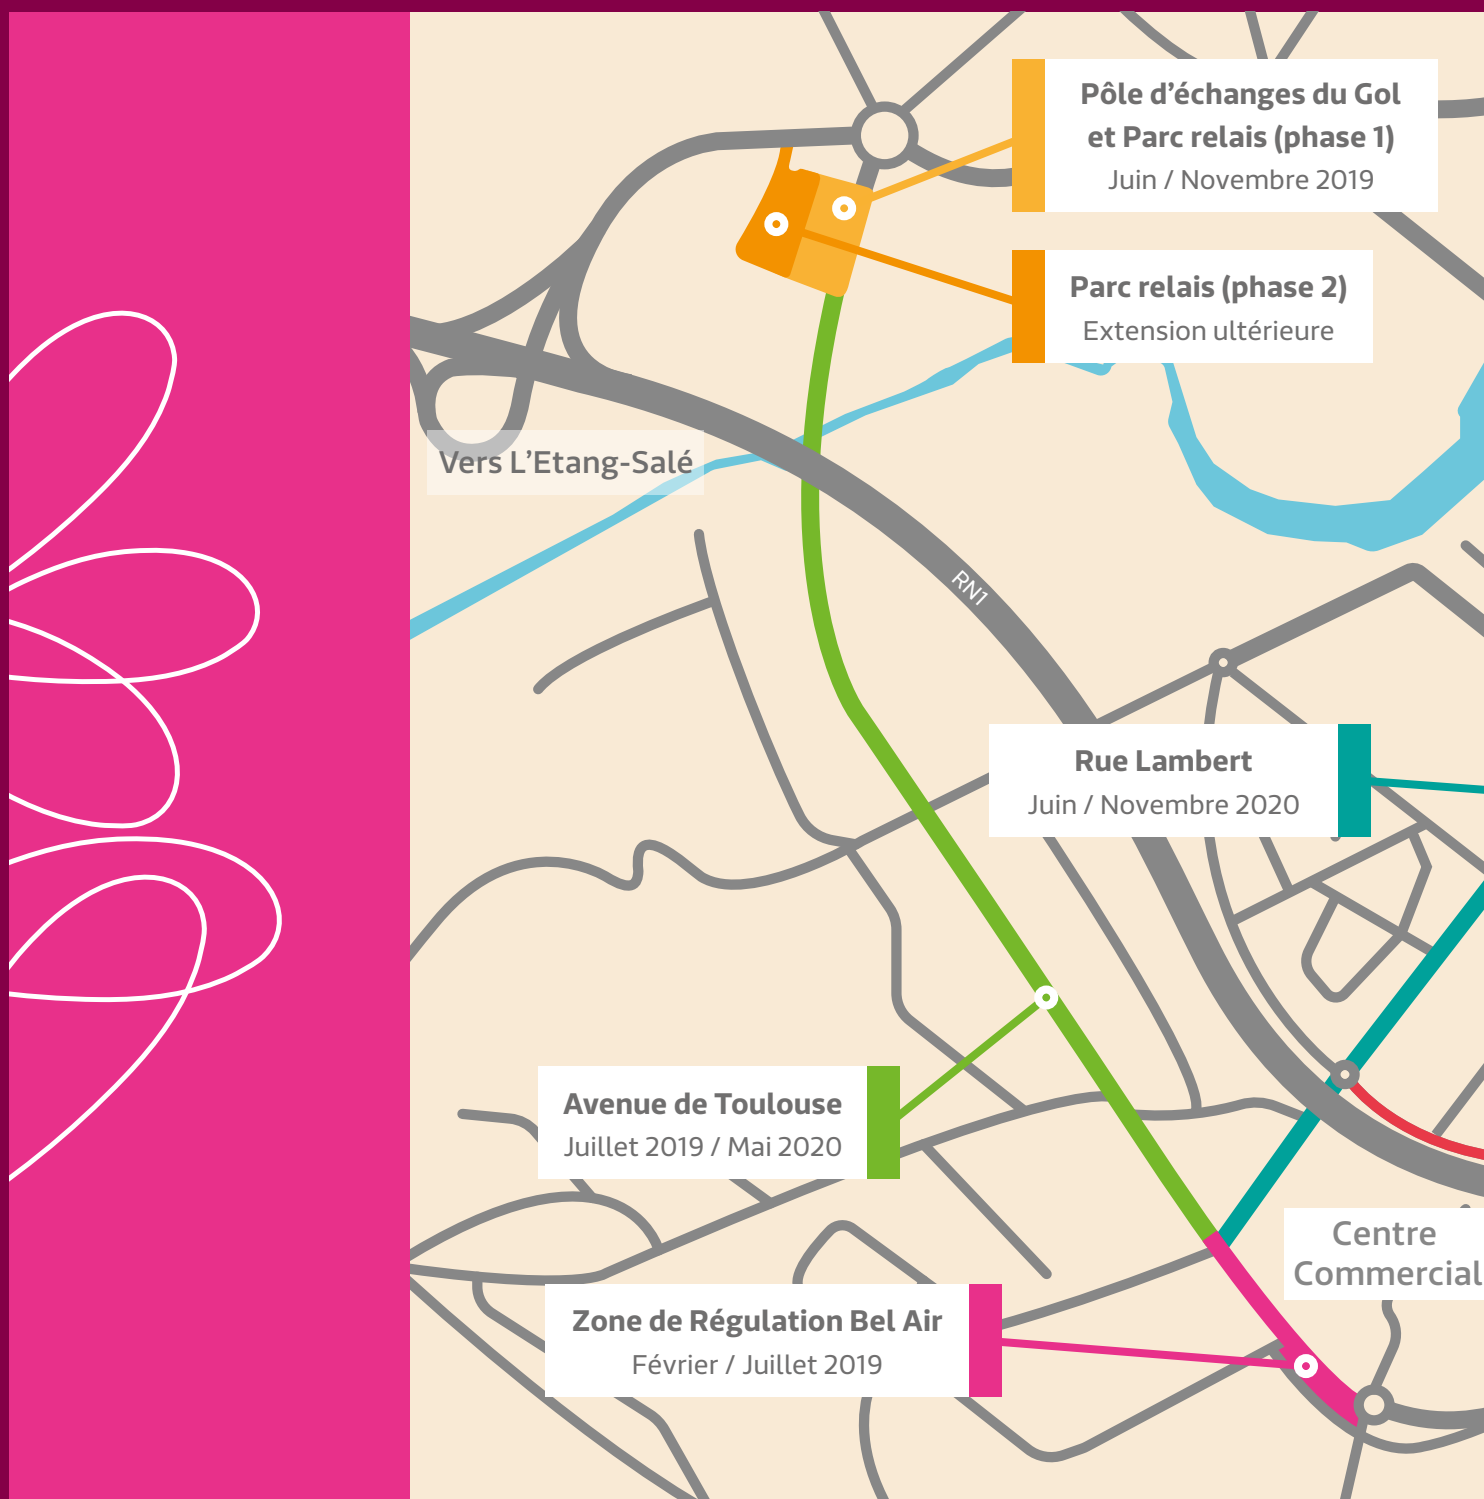 Pôle d’échanges du Gol
et Parc relais (phase 1)
Juin / Novembre 2019
Parc relais (phase 2)
Extension ultérieure
Vers L’Etang-Salé
RN1
Rue Lambert
Juin / Novembre 2020
Avenue de Toulouse
Juillet 2019 / Mai 2020
Centre
Commercial
Zone de Régulation Bel Air
Février / Juillet 2019